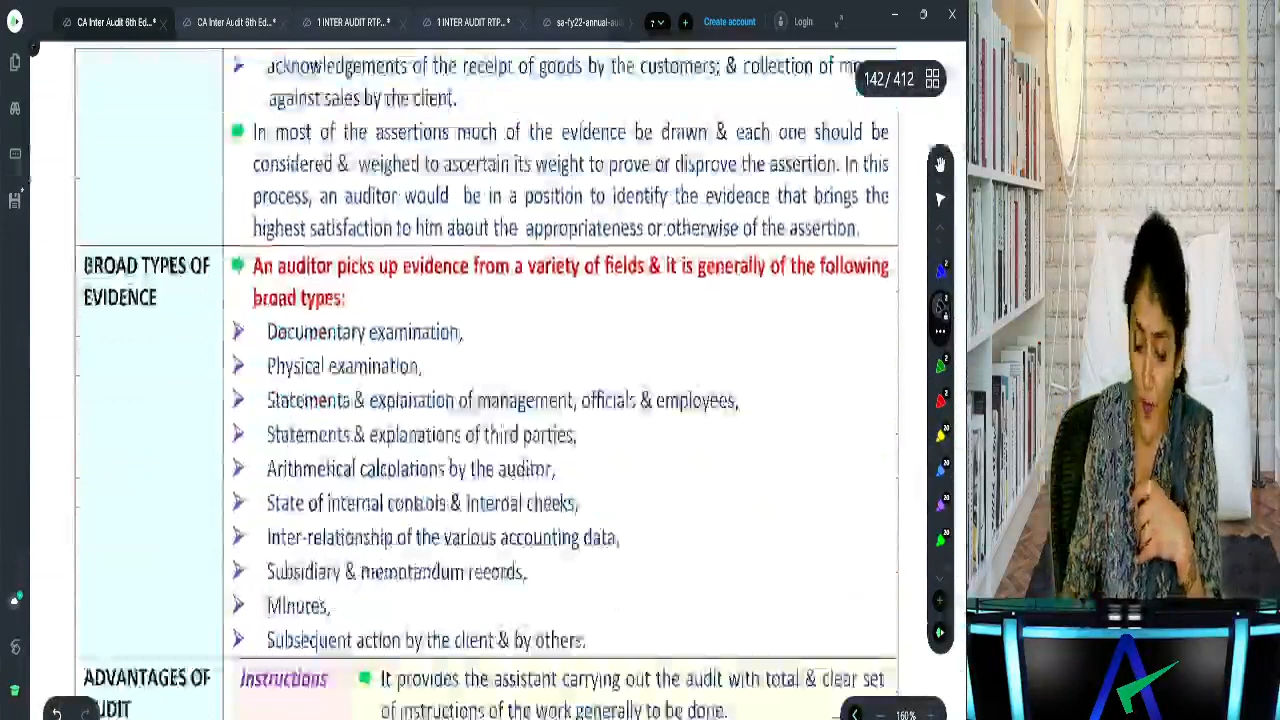 CA Inter Audit 6th Ed...* CA Inter Audit 6th Ed...* 1 INTER AUDIT RTP...* 1 INTER AUDIT RTP...* sa-fy22-annual-au 7 Create account Login
acknowledgements of the receipt of goods by the customers; & collection of
142/412
against sales by the client.
In most of the assertions much of the evidence be drawn & each one should be
considered & weighed to ascertain its weight to prove or disprove the assertion. In this
process, an auditor would be in a position to identify the evidence that brings the
highest satisfaction to him about the appropriateness or otherwise of the assertion.
BROAD TYPES OF
EVIDENCE
An auditor picks up evidence from a variety of fields & it is generally of the following
broad types:
Documentary examination,
Physical examination,
Statements & explanation of management, officials & employees,
Statements & explanations of third parties,
Arithmetical calculations by the auditor,
State of internal controls & internal checks,
Inter-relationship of the various accounting data,
Subsidiary & memorandum records,
Minutes,
Subsequent action by the client & by others.
ADVANTAGES OF
AUDIT
Instructions
It provides the assistant carrying out the audit with total & clear set
of instructions of the work generally to be done.
160%